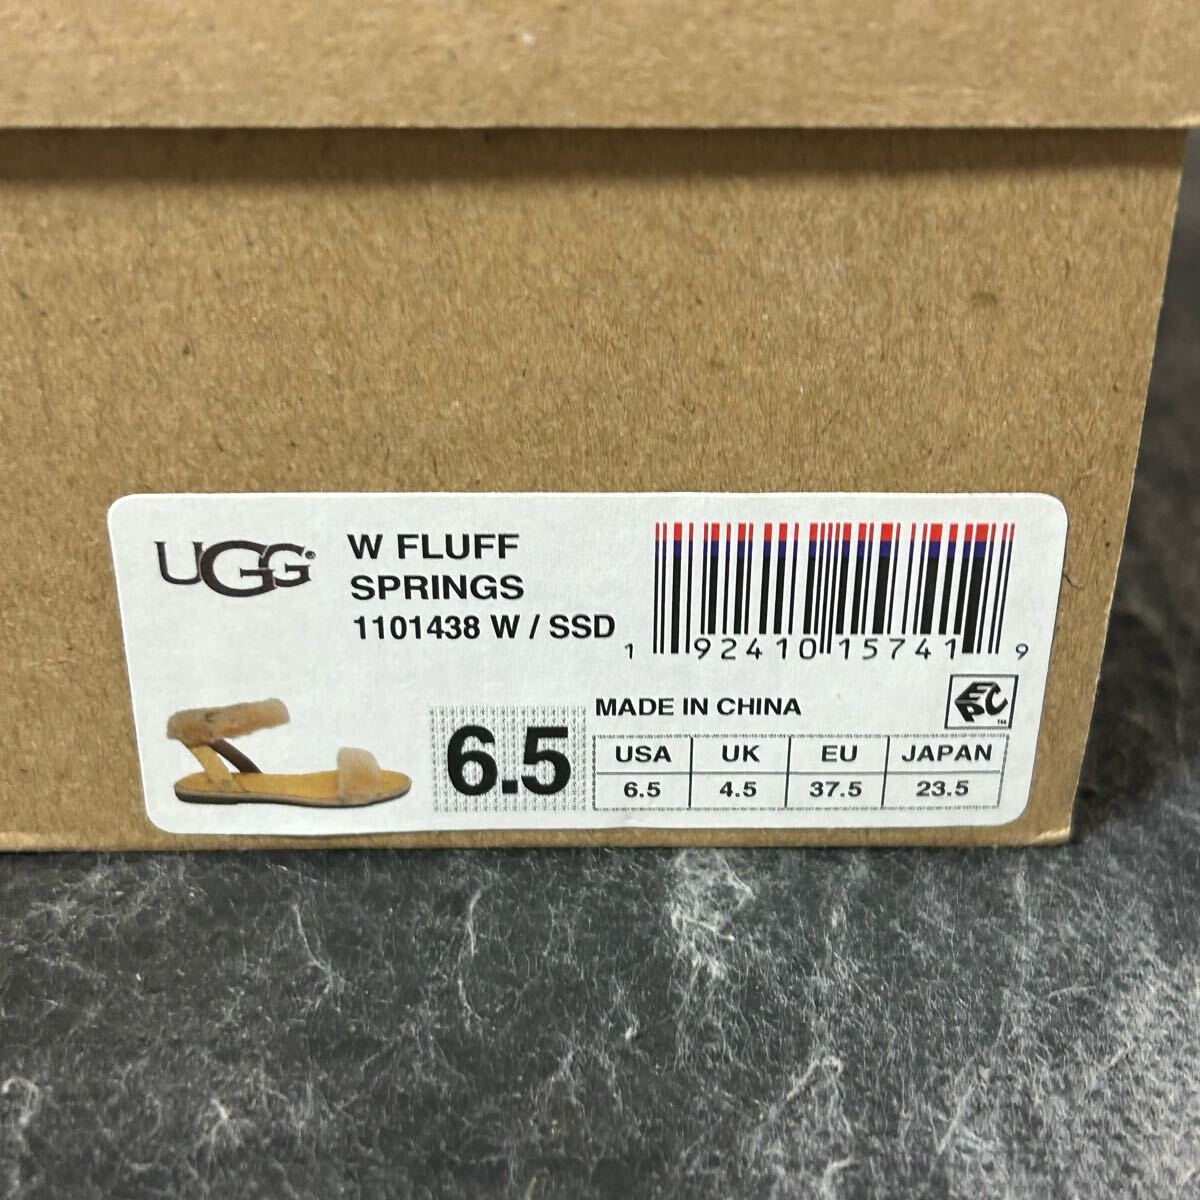 UGG®
W FLUFF
SPRINGS
1101438 W / SSD
1 92410 15741 9
EPC™
MADE IN CHINA
6.5
USA UK EU JAPAN
6.5 4.5 37.5 23.5